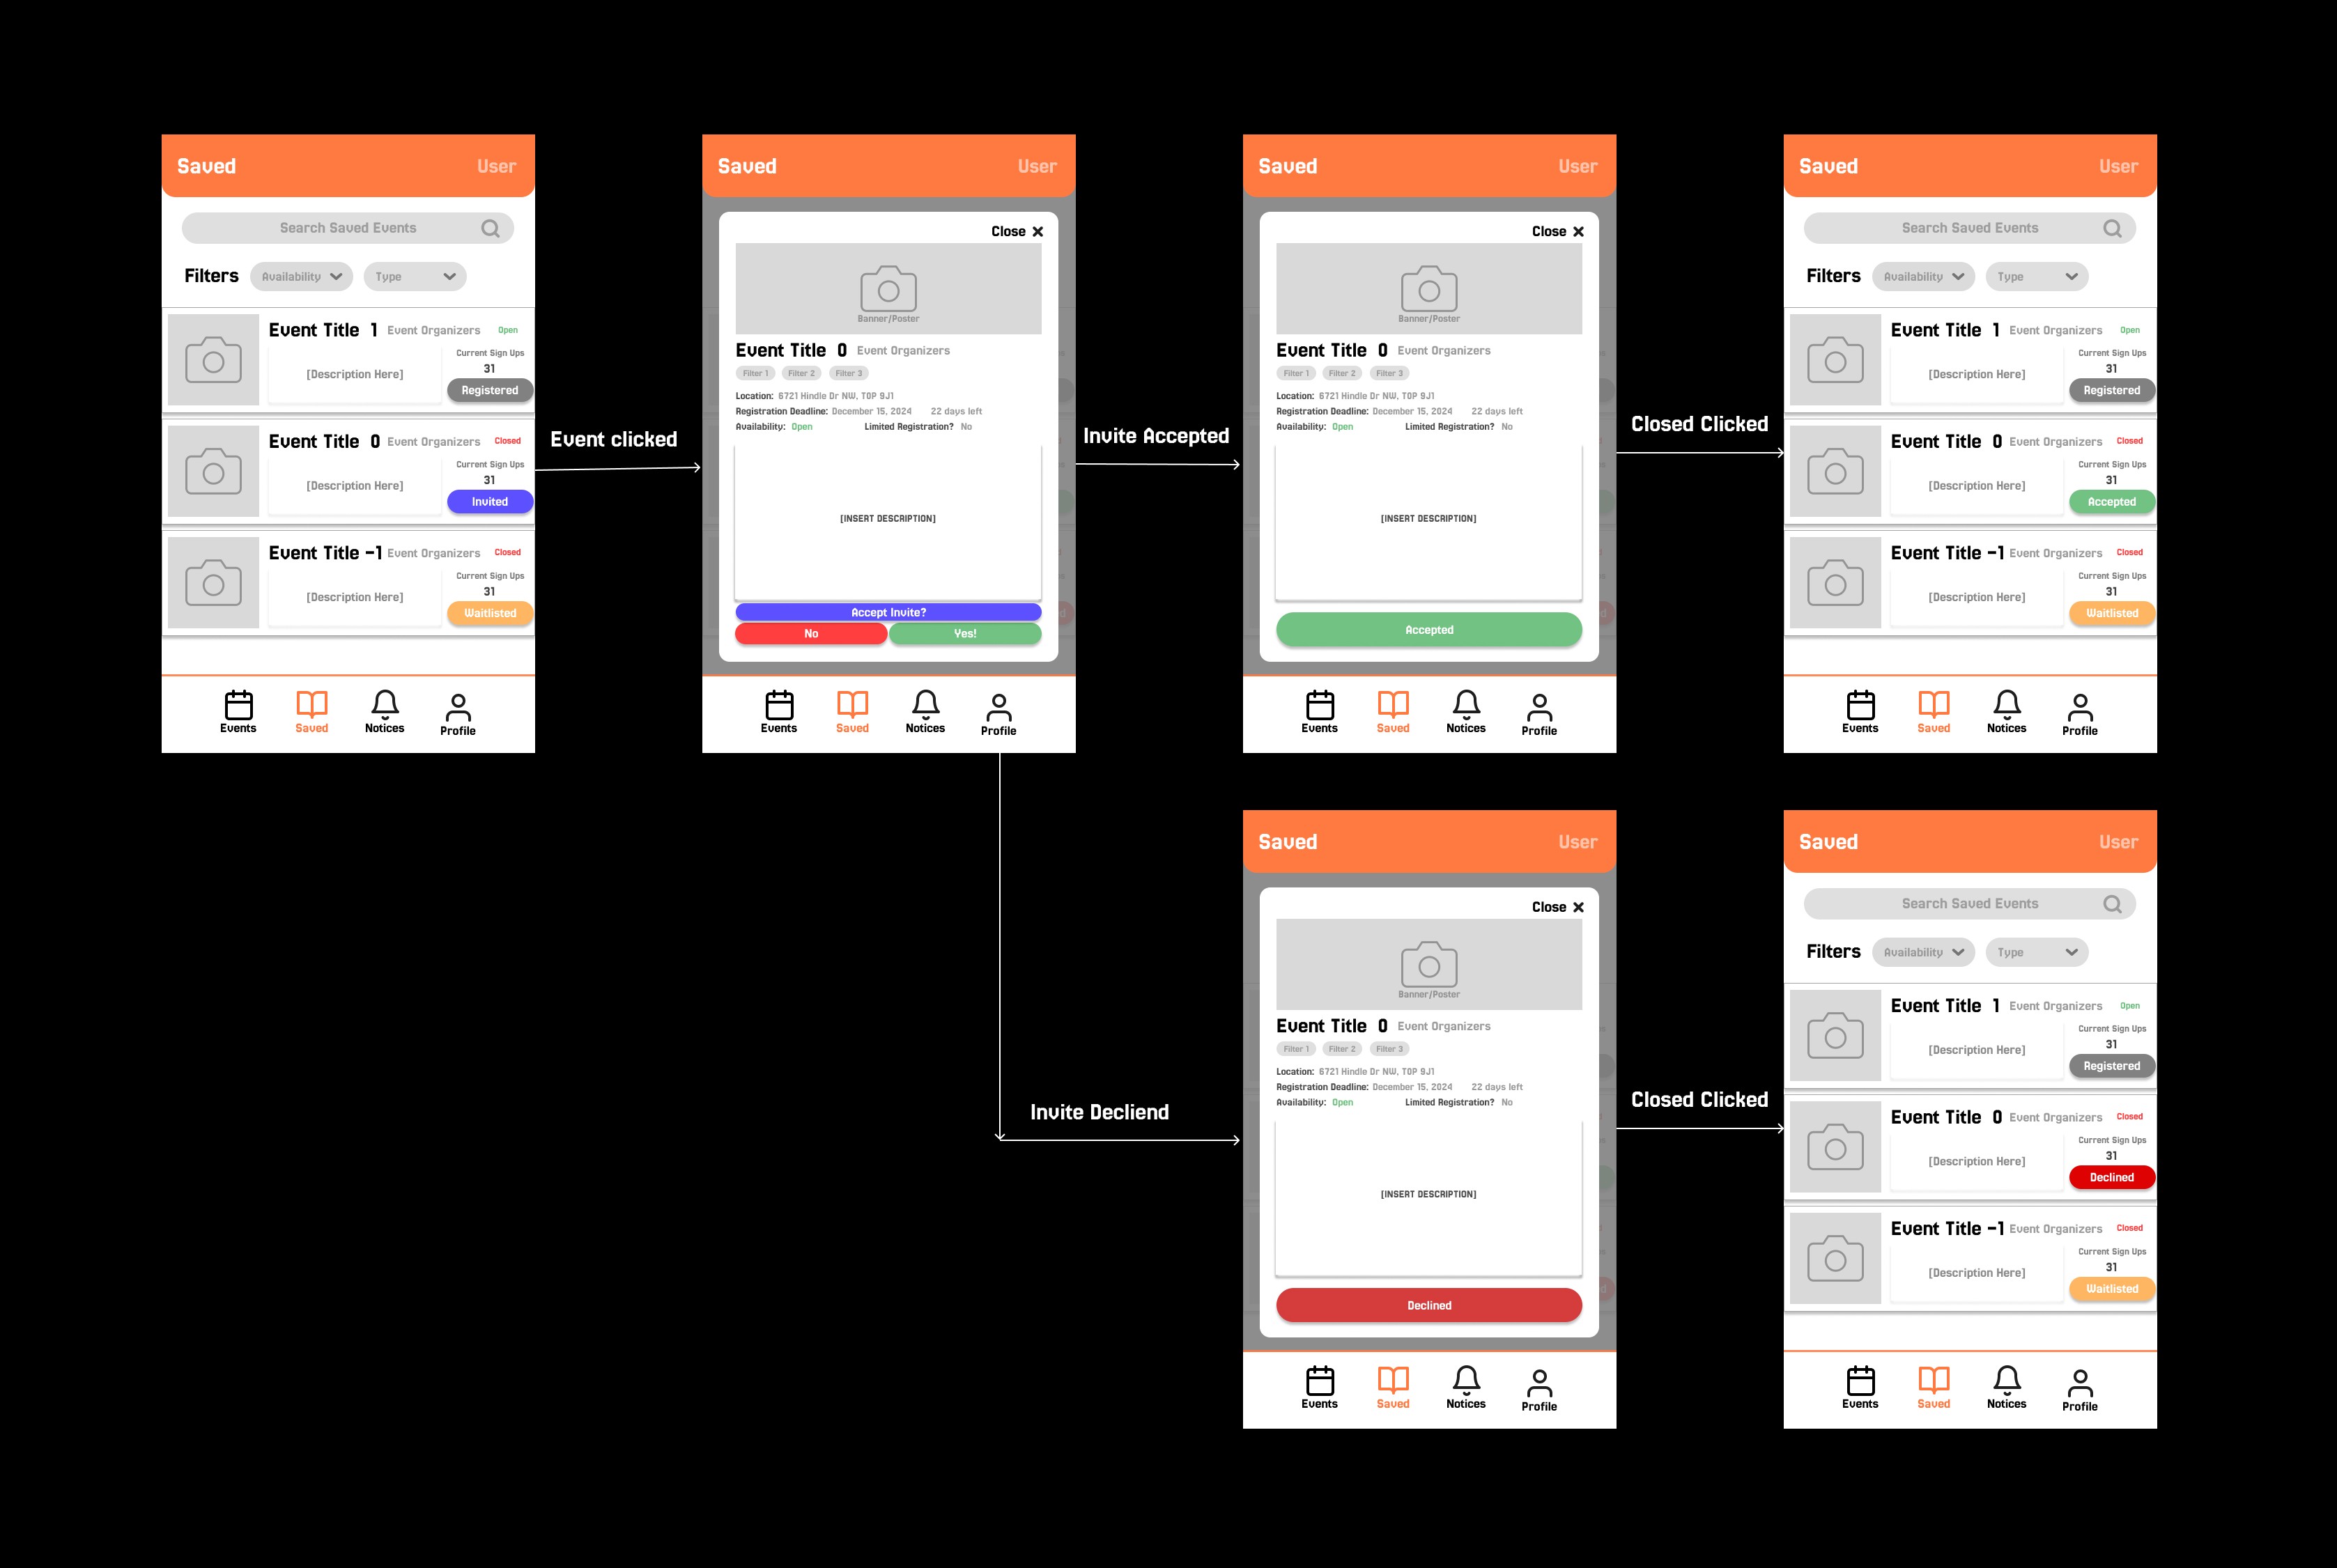 Saved User
Search Saved Events
Filters Availability Type
Event Title 1 Event Organizers Open
Current Sign Ups
31
[Description Here]
Registered
Event Title 0 Event Organizers Closed
Current Sign Ups
31
[Description Here]
Invited
Event Title -1 Event Organizers Closed
Current Sign Ups
31
[Description Here]
Waitlisted
Events Saved Notices Profile
Event clicked
Saved User
Close
Banner/Poster
Event Title 0 Event Organizers
Filter 1 Filter 2 Filter 3
Location: 6721 Hindle Dr NW, T0P 9J1
Registration Deadline: December 15, 2024 22 days left
Availability: Open Limited Registration? No
[INSERT DESCRIPTION]
Accept Invite?
No Yes!
Events Saved Notices Profile
Invite Accepted
Saved User
Close
Banner/Poster
Event Title 0 Event Organizers
Filter 1 Filter 2 Filter 3
Location: 6721 Hindle Dr NW, T0P 9J1
Registration Deadline: December 15, 2024 22 days left
Availability: Open Limited Registration? No
[INSERT DESCRIPTION]
Accepted
Events Saved Notices Profile
Closed Clicked
Saved User
Search Saved Events
Filters Availability Type
Event Title 1 Event Organizers Open
Current Sign Ups
31
[Description Here]
Registered
Event Title 0 Event Organizers Closed
Current Sign Ups
31
[Description Here]
Accepted
Event Title -1 Event Organizers Closed
Current Sign Ups
31
[Description Here]
Waitlisted
Events Saved Notices Profile
Invite Decliend
Saved User
Close
Banner/Poster
Event Title 0 Event Organizers
Filter 1 Filter 2 Filter 3
Location: 6721 Hindle Dr NW, T0P 9J1
Registration Deadline: December 15, 2024 22 days left
Availability: Open Limited Registration? No
[INSERT DESCRIPTION]
Declined
Events Saved Notices Profile
Closed Clicked
Saved User
Search Saved Events
Filters Availability Type
Event Title 1 Event Organizers Open
Current Sign Ups
31
[Description Here]
Registered
Event Title 0 Event Organizers Closed
Current Sign Ups
31
[Description Here]
Declined
Event Title -1 Event Organizers Closed
Current Sign Ups
31
[Description Here]
Waitlisted
Events Saved Notices Profile